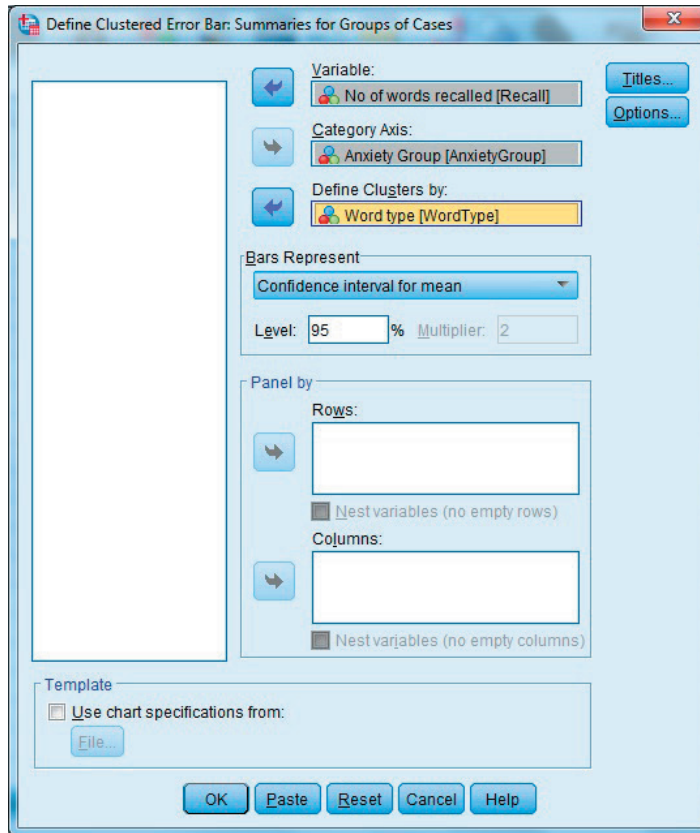 Define Clustered Error Bar: Summaries for Groups of Cases
Variable:
No of words recalled [Recall]
Titles...
Options...
Category Axis:
Anxiety Group [AnxietyGroup]
Define Clusters by:
Word type [WordType]
Bars Represent
Confidence interval for mean
Level: 95 % Multiplier: 2
Panel by
Rows:
Nest variables (no empty rows)
Columns:
Nest variables (no empty columns)
Template
Use chart specifications from:
File...
OK Paste Reset Cancel Help